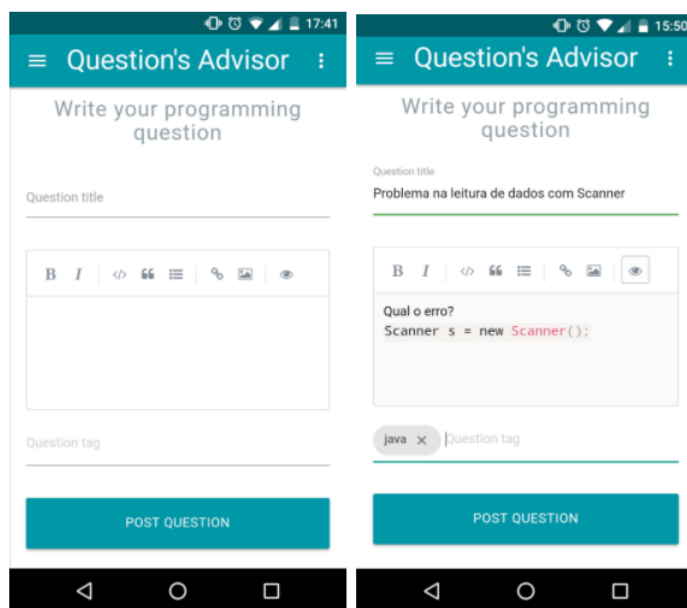 17:41
Question's Advisor
Write your programming
question
Question title
B I </>
Question tag
POST QUESTION
15:50
Question's Advisor
Write your programming
question
Question title
Problema na leitura de dados com Scanner
B I </>
Qual o erro?
Scanner s = new Scanner();
java × Question tag
POST QUESTION